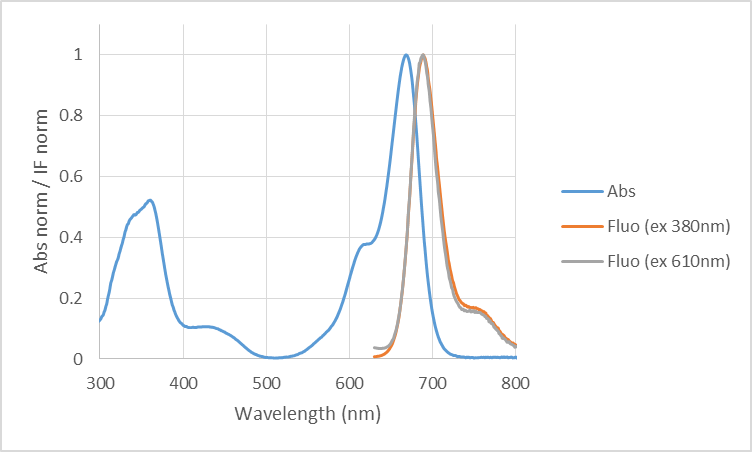 Abs norm / IF norm
1
0.8
0.6
0.4
0.2
0
300 400 500 600 700 800
Wavelength (nm)
Abs
Fluo (ex 380nm)
Fluo (ex 610nm)